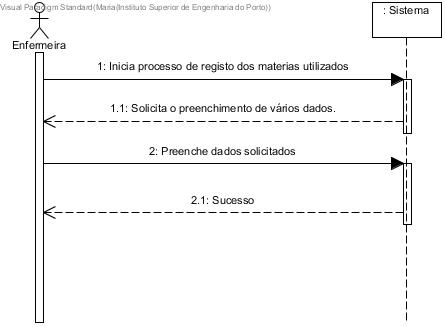 Visual Paradigm Standard(Maria(Instituto Superior de Engenharia do Porto))
: Sistema
Enfermeira
1: Inicia processo de registo dos materias utilizados
1.1: Solicita o preenchimento de vários dados.
2: Preenche dados solicitados
2.1: Sucesso